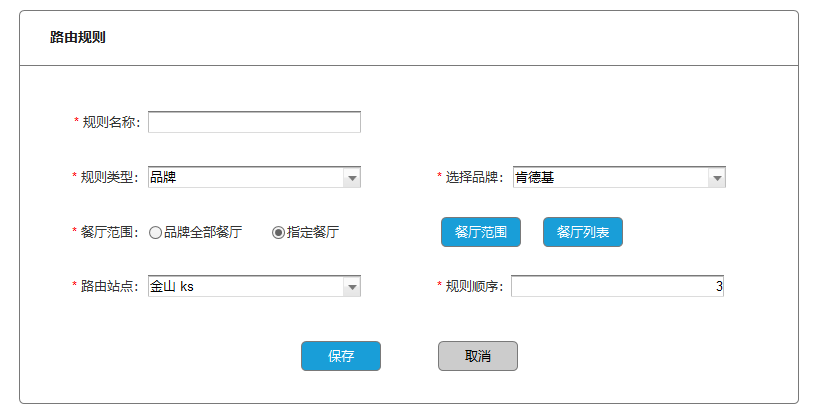 路由规则
* 规则名称：
* 规则类型： 品牌 * 选择品牌： 肯德基
* 餐厅范围： 品牌全部餐厅 指定餐厅 餐厅范围 餐厅列表
* 路由站点： 金山 ks * 规则顺序： 3
保存 取消